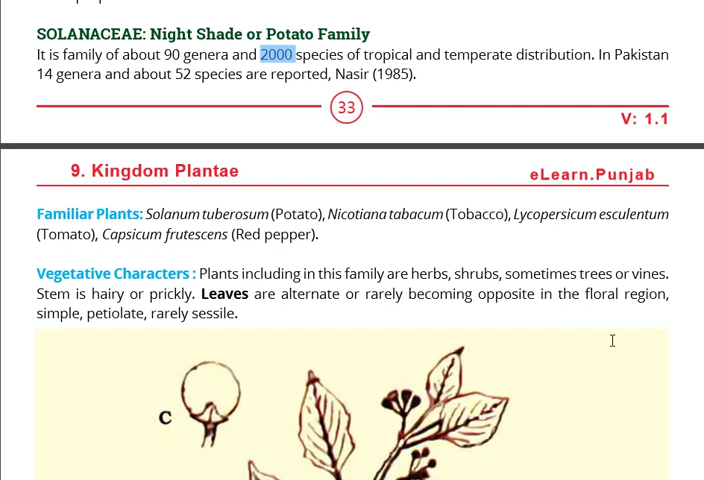 SOLANACEAE: Night Shade or Potato Family
It is family of about 90 genera and 2000 species of tropical and temperate distribution. In Pakistan
14 genera and about 52 species are reported, Nasir (1985).
33
V: 1.1
9. Kingdom Plantae
eLearn.Punjab
Familiar Plants: Solanum tuberosum (Potato), Nicotiana tabacum (Tobacco), Lycopersicum esculentum
(Tomato), Capsicum frutescens (Red pepper).
Vegetative Characters : Plants including in this family are herbs, shrubs, sometimes trees or vines.
Stem is hairy or prickly. Leaves are alternate or rarely becoming opposite in the floral region,
simple, petiolate, rarely sessile.
C